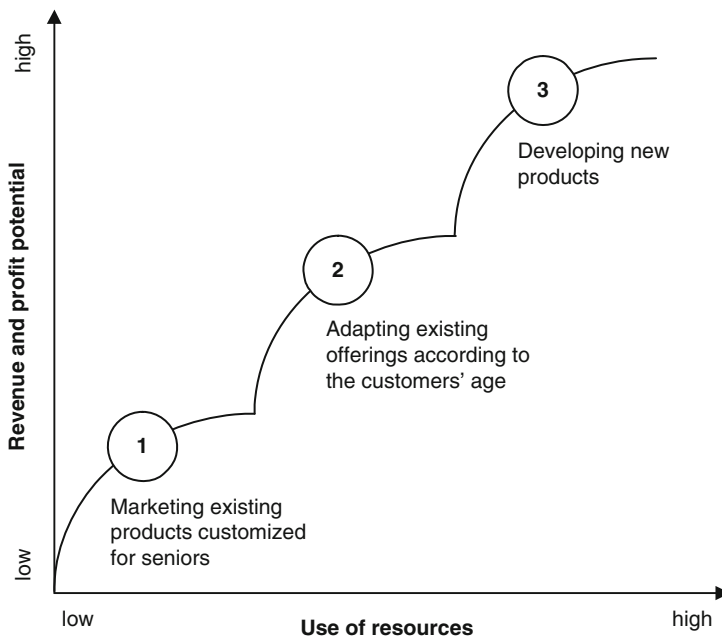 high
3
Developing new
products
Revenue and profit potential
2
Adapting existing
offerings according to
the customers’ age
1
Marketing existing
products customized
for seniors
low
low
Use of resources
high